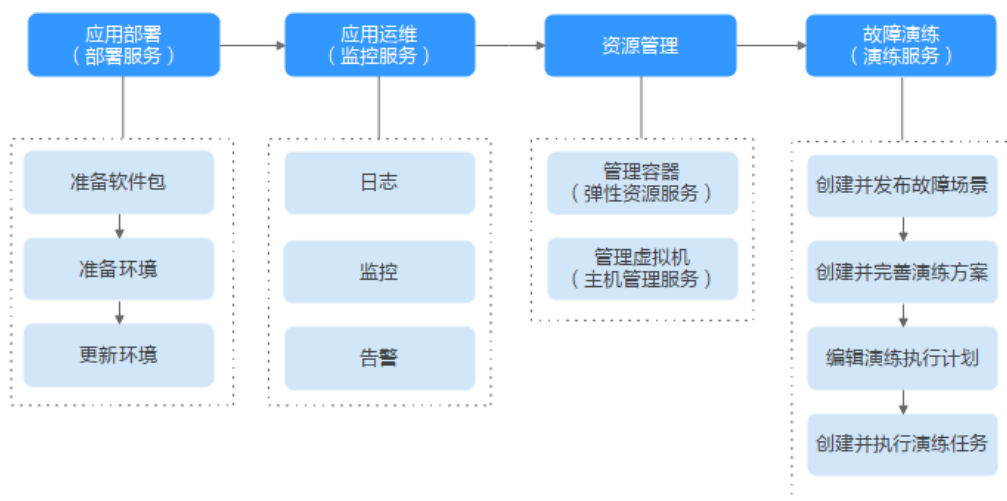 应用部署
（部署服务）
应用运维
（监控服务）
资源管理
故障演练
（演练服务）
准备软件包
准备环境
更新环境
日志
监控
告警
管理容器
（弹性资源服务）
管理虚拟机
（主机管理服务）
创建并发布故障场景
创建并完善演练方案
编辑演练执行计划
创建并执行演练任务